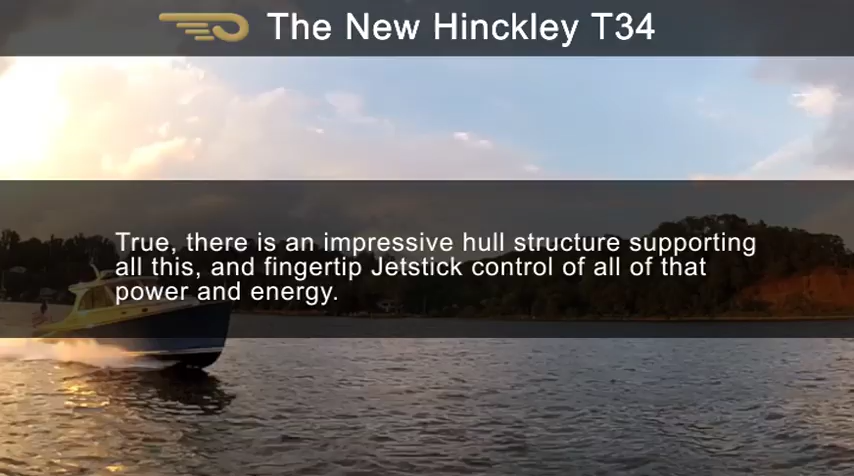 The New Hinckley T34
True, there is an impressive hull structure supporting
all this, and fingertip Jetstick control of all of that
power and energy.